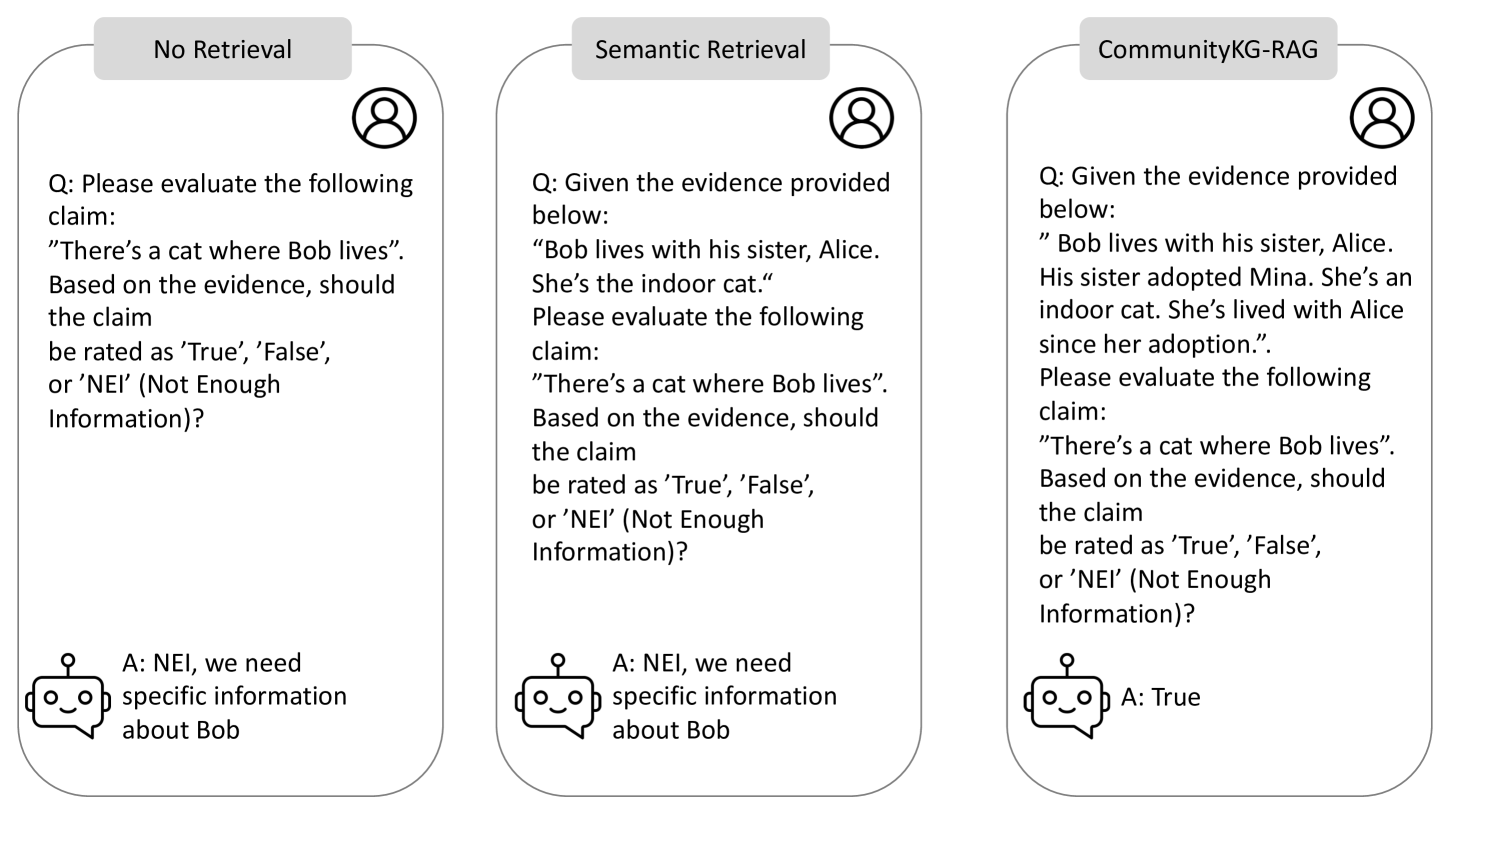 No Retrieval
Q: Please evaluate the following
claim:
”There’s a cat where Bob lives”.
Based on the evidence, should
the claim
be rated as ’True’, ’False’,
or ’NEI’ (Not Enough
Information)?
A: NEI, we need
specific information
about Bob
Semantic Retrieval
Q: Given the evidence provided
below:
“Bob lives with his sister, Alice.
She’s the indoor cat.“
Please evaluate the following
claim:
”There’s a cat where Bob lives”.
Based on the evidence, should
the claim
be rated as ’True’, ’False’,
or ’NEI’ (Not Enough
Information)?
A: NEI, we need
specific information
about Bob
CommunityKG-RAG
Q: Given the evidence provided
below:
” Bob lives with his sister, Alice.
His sister adopted Mina. She’s an
indoor cat. She’s lived with Alice
since her adoption.”.
Please evaluate the following
claim:
”There’s a cat where Bob lives”.
Based on the evidence, should
the claim
be rated as ’True’, ’False’,
or ’NEI’ (Not Enough
Information)?
A: True